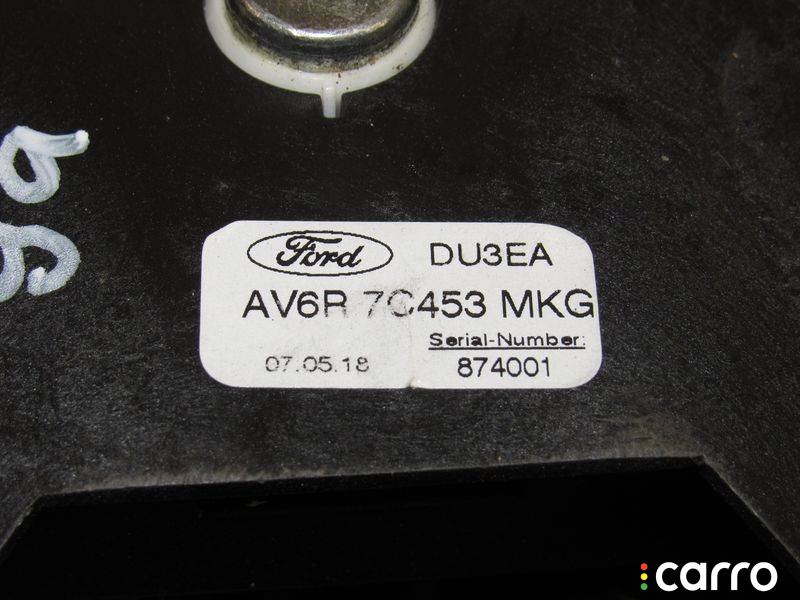 Ford DU3EA
AV6R 7C453 MKG
Serial-Number:
07.05.18 874001
carro